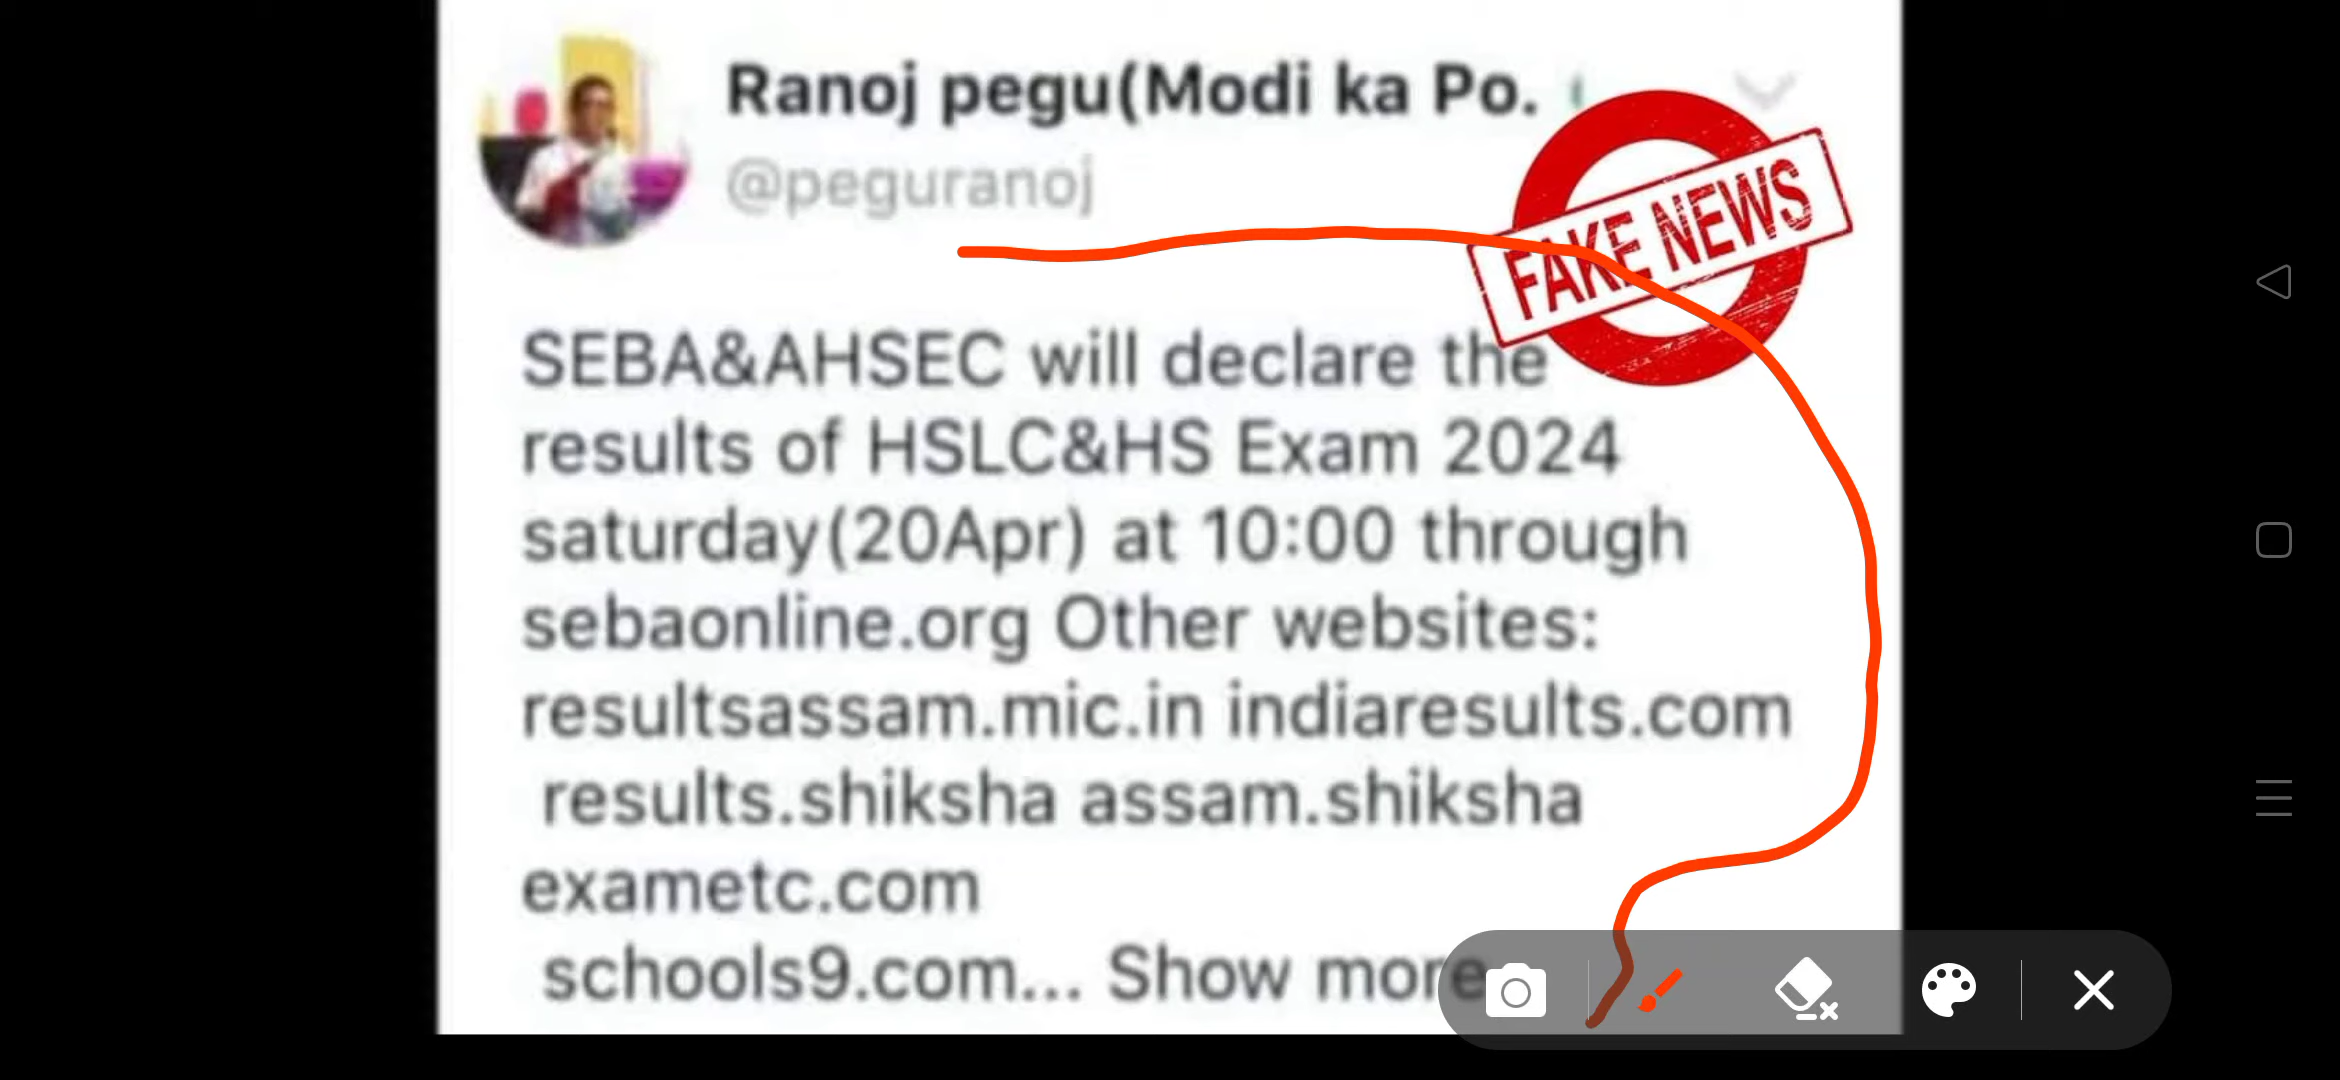 Ranoj pegu(Modi ka Po.
@peguranoj
FAKE NEWS
SEBA&AHSEC will declare the
results of HSLC&HS Exam 2024
saturday(20Apr) at 10:00 through
sebaonline.org Other websites:
resultsassam.mic.in indiaresults.com
results.shiksha assam.shiksha
exametc.com
schools9.com... Show more